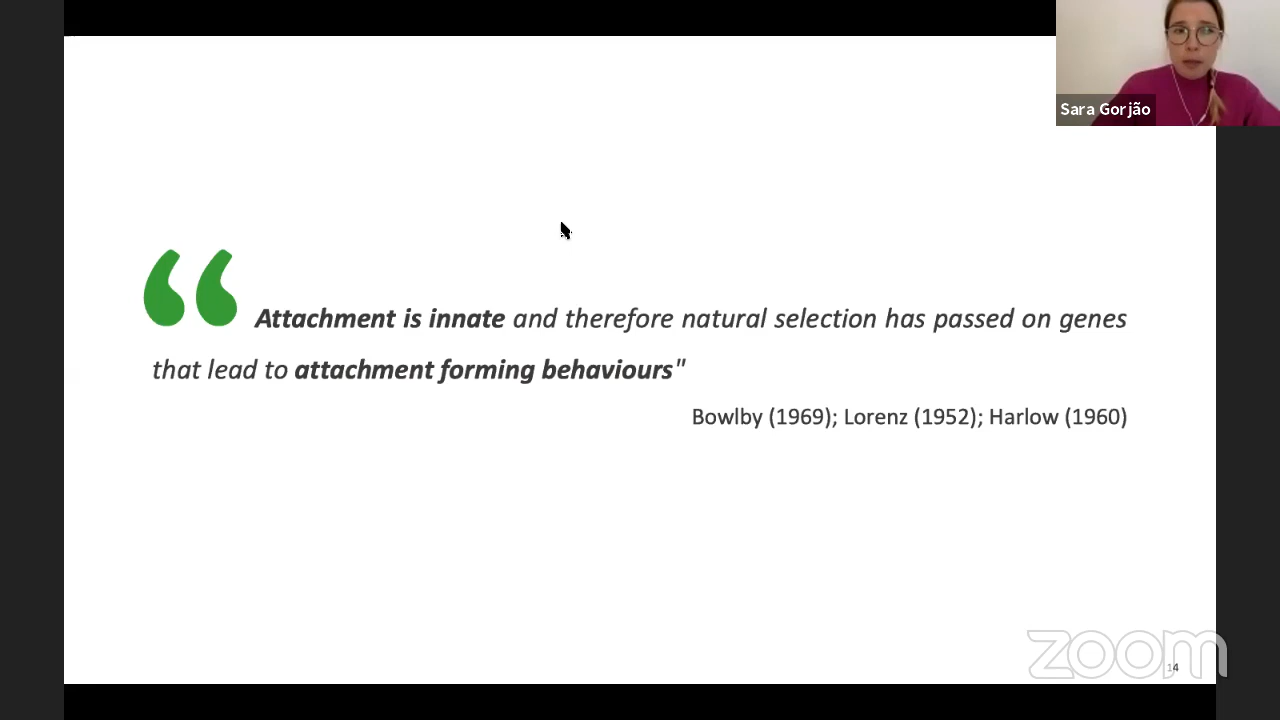 Sara Gorjão
“ Attachment is innate and therefore natural selection has passed on genes
that lead to attachment forming behaviours"
Bowlby (1969); Lorenz (1952); Harlow (1960)
zoom
14